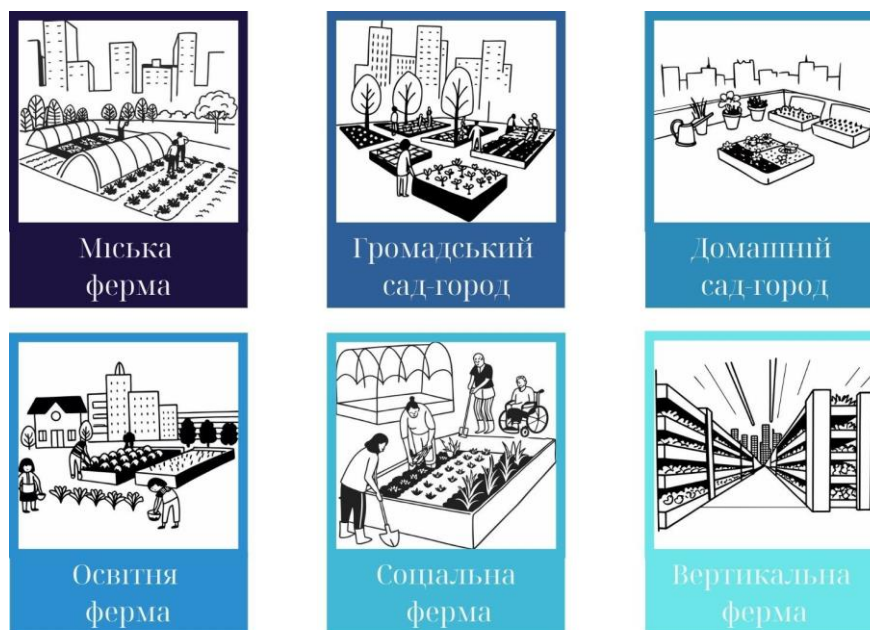 Міська
ферма
Громадський
сад-город
Домашній
сад-город
Освітня
ферма
Соціальна
ферма
Вертикальна
ферма